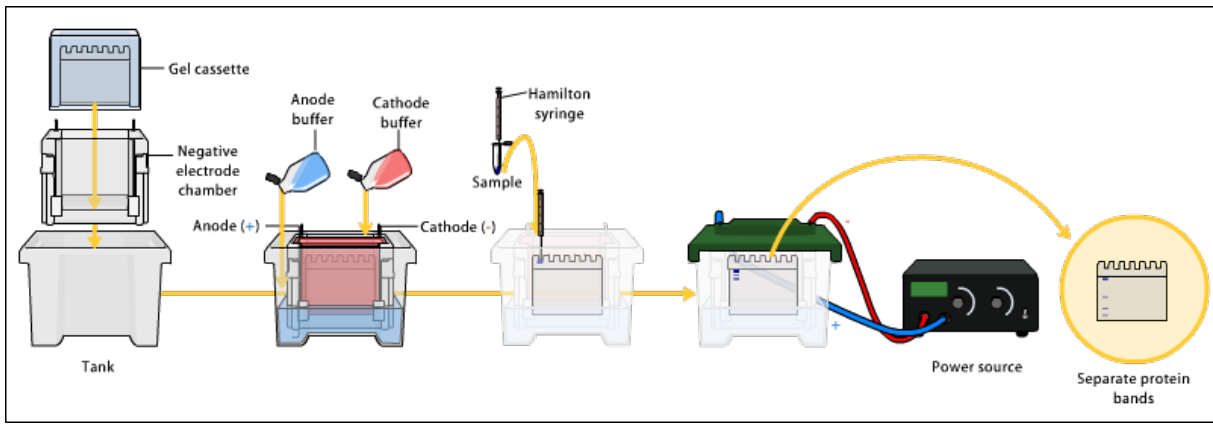 Gel cassette
Negative
electrode
chamber
Tank
Anode
buffer
Cathode
buffer
Anode (+)
Cathode (-)
Hamilton
syringe
Sample
-
+
Power source
Separate protein
bands